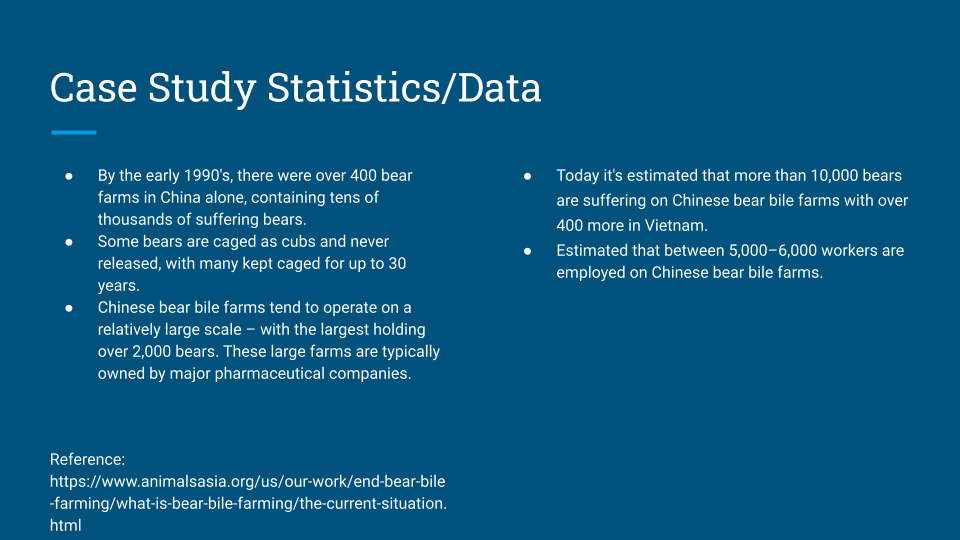 Case Study Statistics/Data
● By the early 1990's, there were over 400 bear
farms in China alone, containing tens of
thousands of suffering bears.
● Some bears are caged as cubs and never
released, with many kept caged for up to 30
years.
● Chinese bear bile farms tend to operate on a
relatively large scale – with the largest holding
over 2,000 bears. These large farms are typically
owned by major pharmaceutical companies.
● Today it's estimated that more than 10,000 bears
are suffering on Chinese bear bile farms with over
400 more in Vietnam.
● Estimated that between 5,000–6,000 workers are
employed on Chinese bear bile farms.
Reference:
https://www.animalsasia.org/us/our-work/end-bear-bile
-farming/what-is-bear-bile-farming/the-current-situation.
html